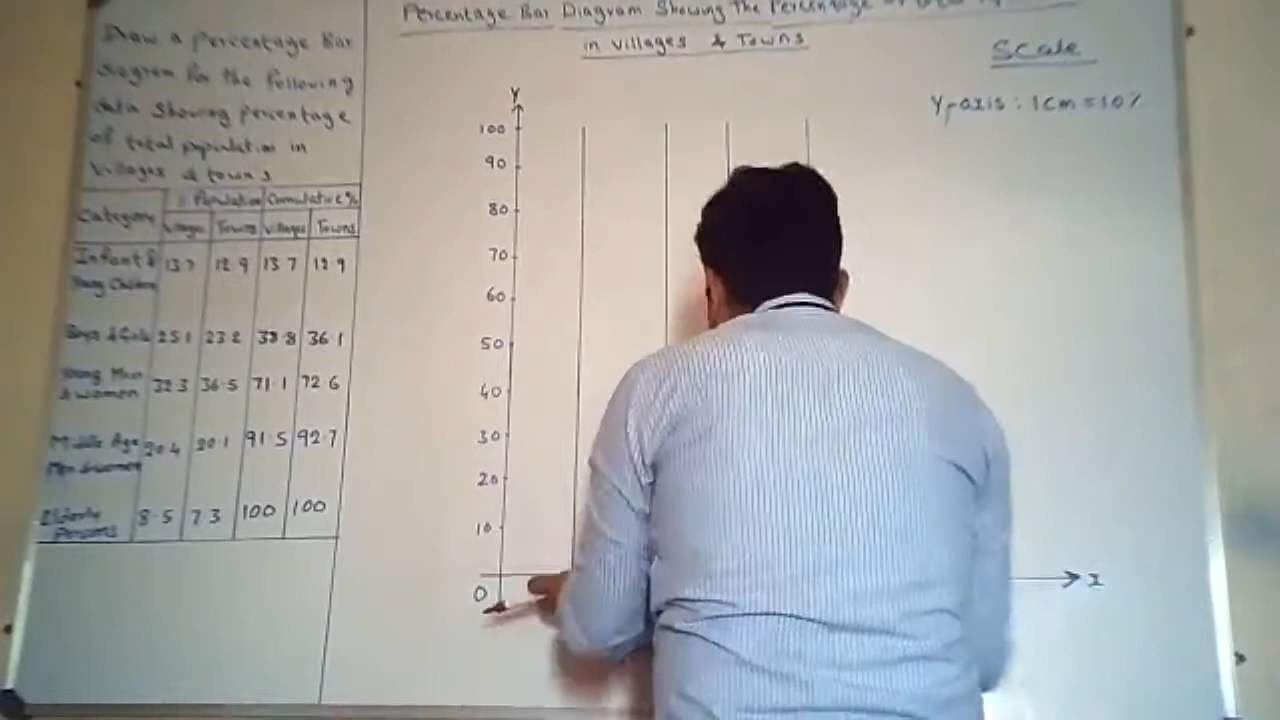 Percentage Bar Diagram Showing The Percentage
in Villages & Towns
Draw a percentage Bar
diagram for the following
data showing percentage
of total population in
Villages & towns
Scale
Y-axis : 1cm = 10%
Category
Population
Cumulative %
Villages
Towns
Villages
Towns
Infant &
Young Children
13.7
12.9
13.7
12.9
Boys & Girls
25.1
23.2
38.8
36.1
Young Men
& women
32.3
36.5
71.1
72.6
Middle Age
Men & women
20.4
20.1
91.5
92.7
Elderly
Persons
8.5
7.3
100
100
Y
100
90
80
70
60
50
40
30
20
10
0
X